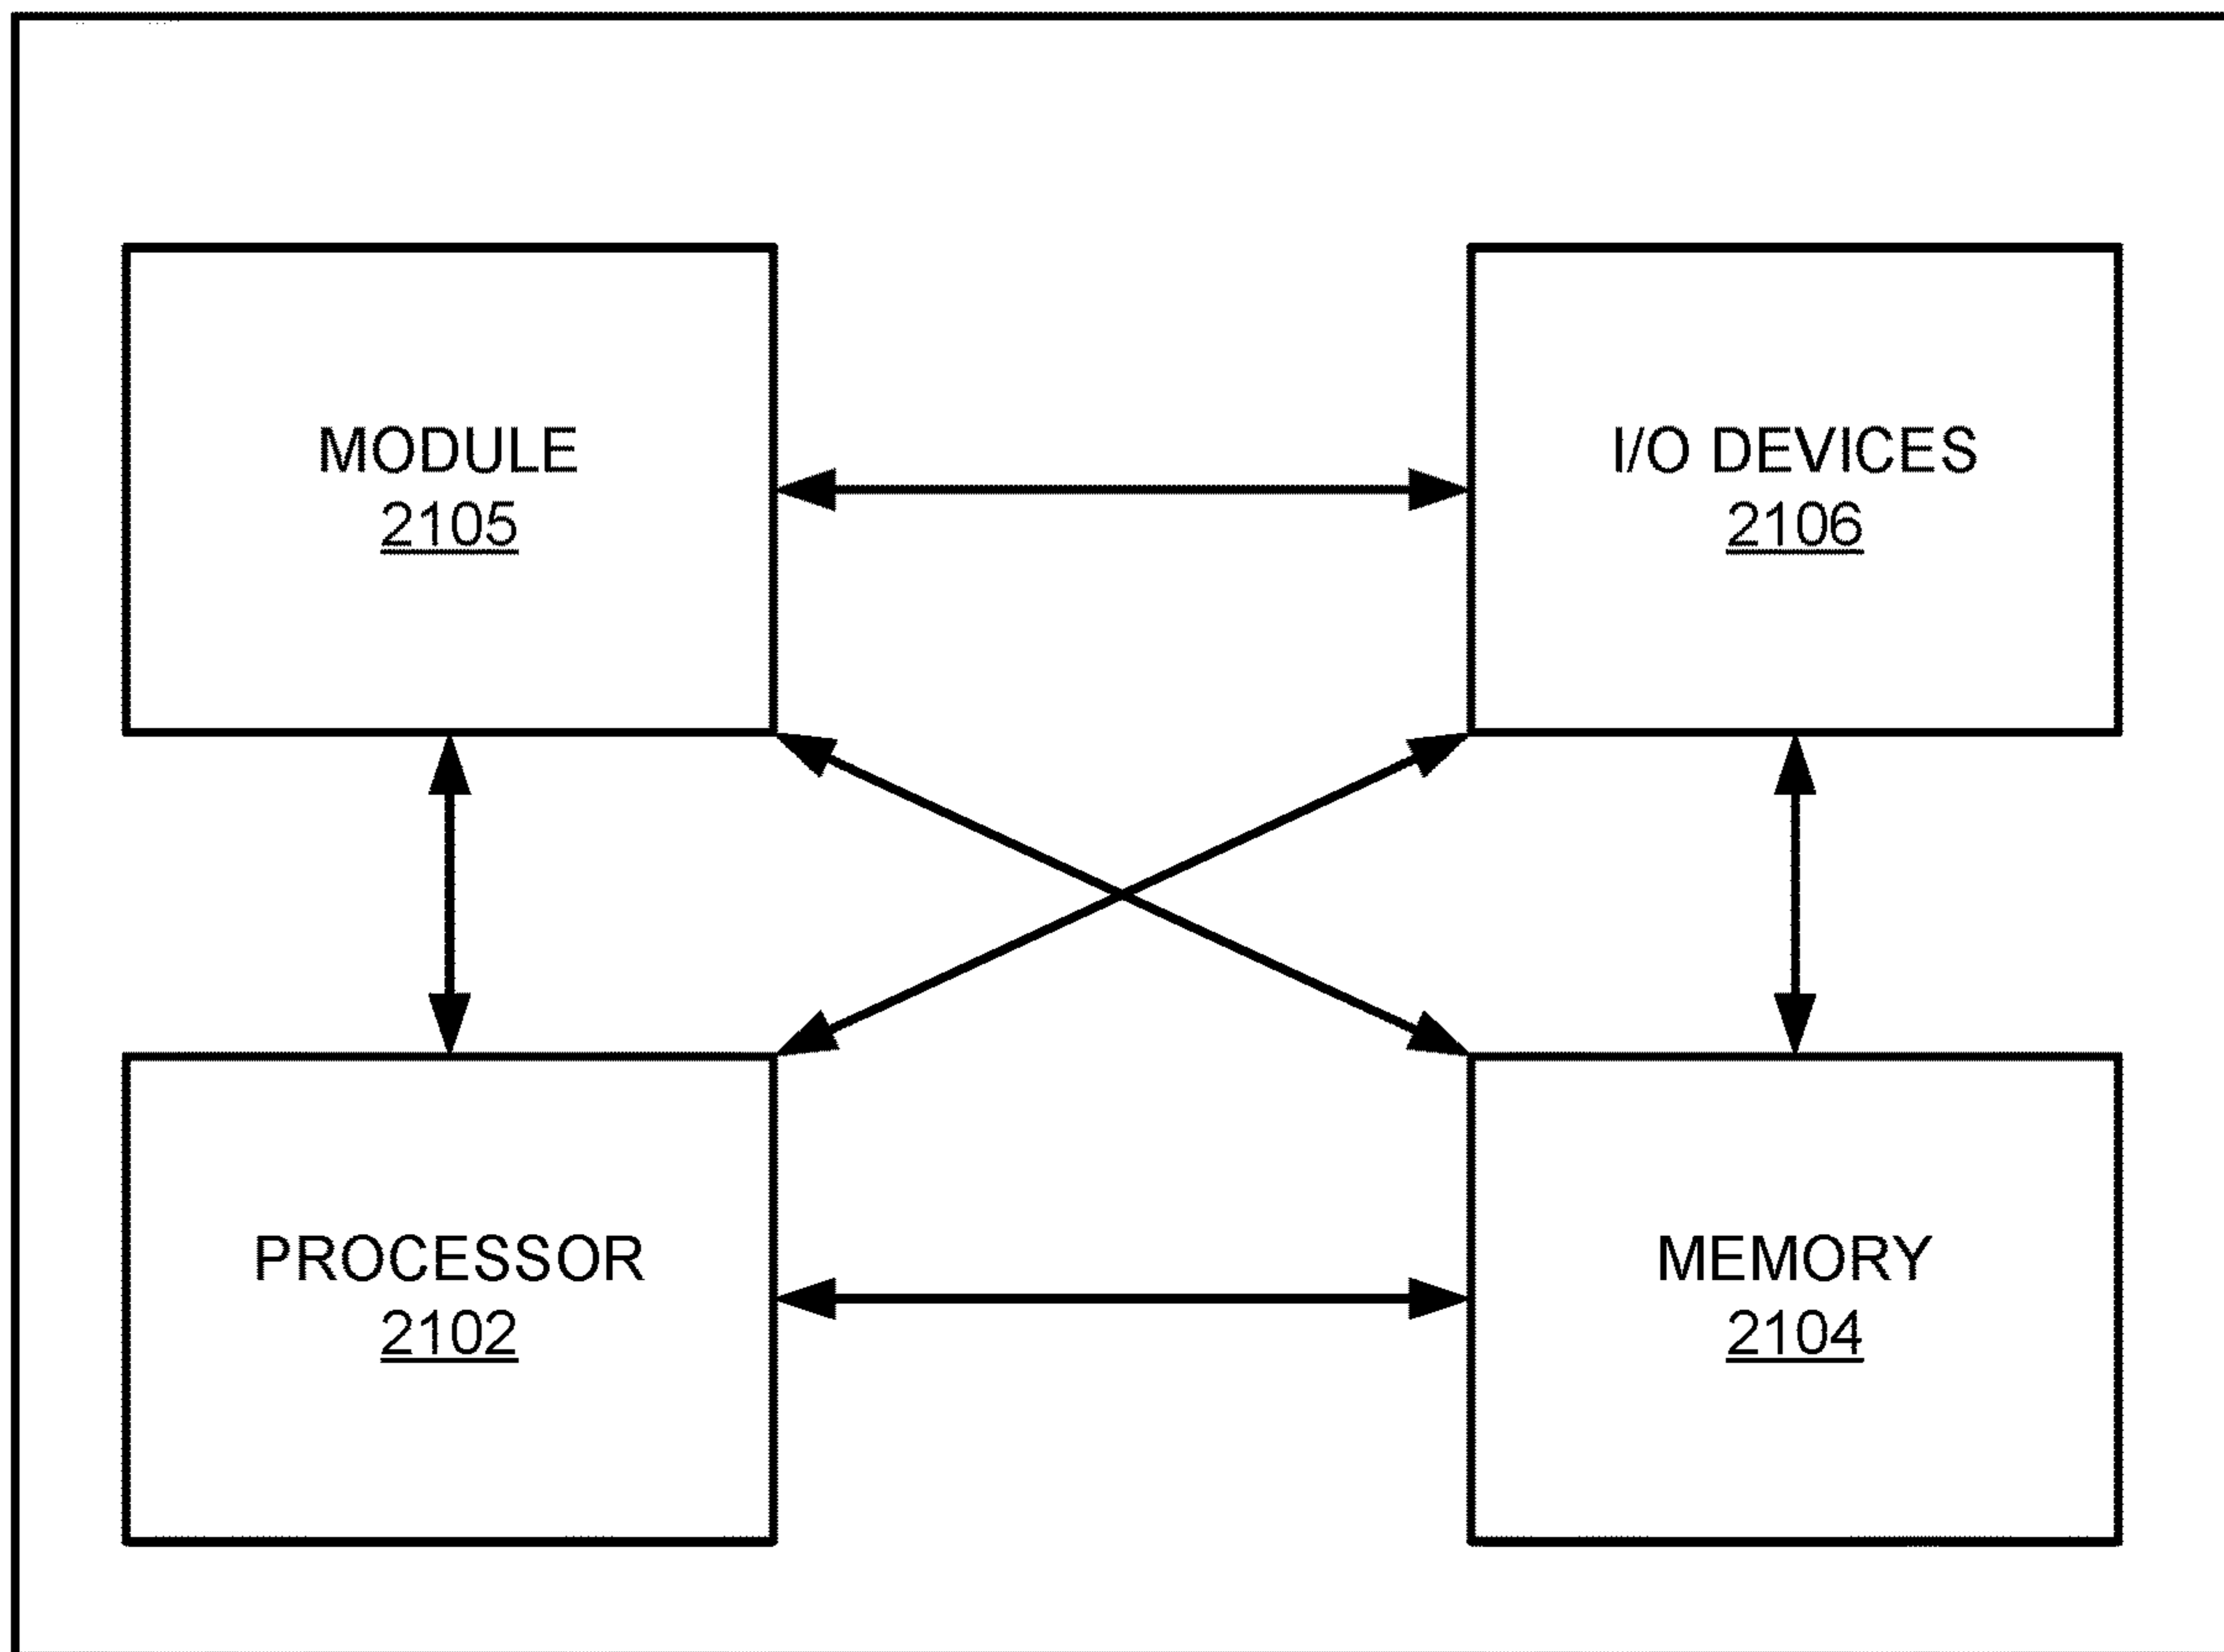 MODULE
2105
I/O DEVICES
2106
PROCESSOR
2102
MEMORY
2104